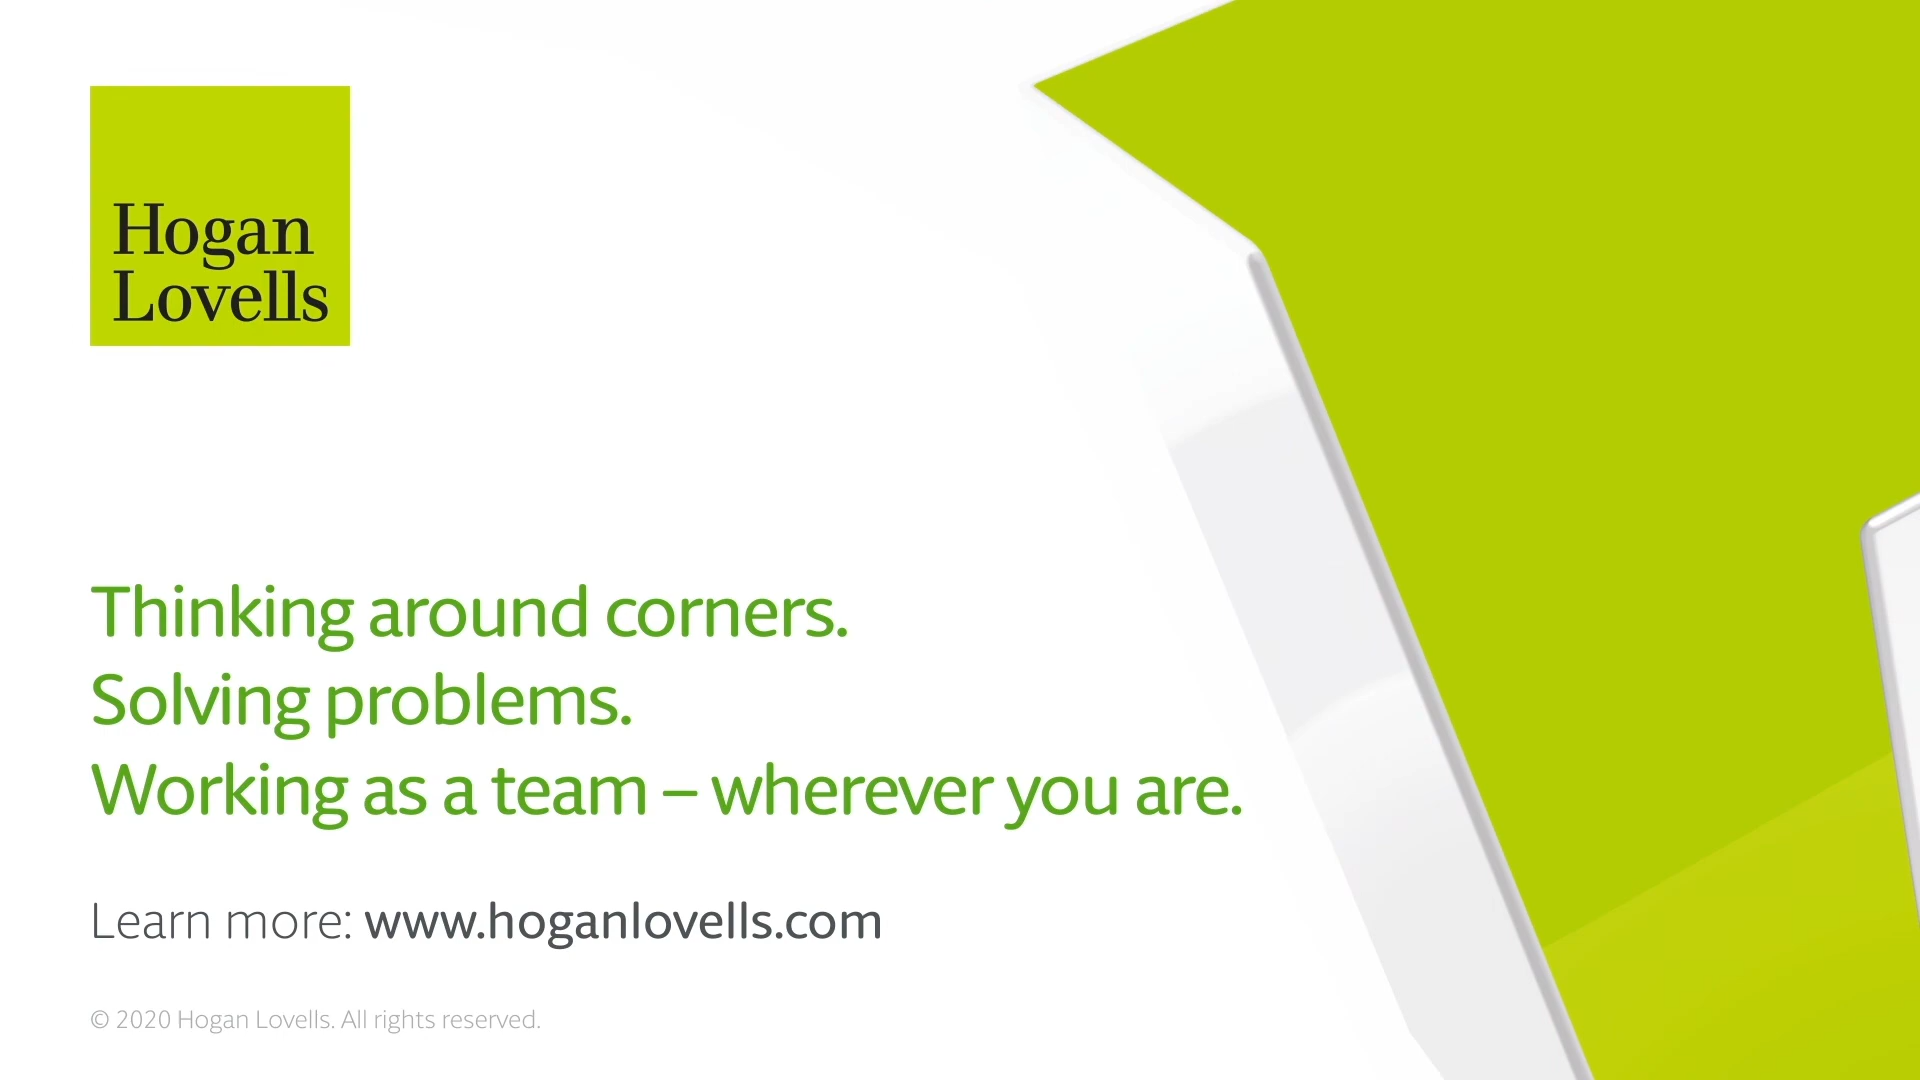 Hogan
Lovells
Thinking around corners.
Solving problems.
Working as a team – wherever you are.
Learn more: www.hoganlovells.com
© 2020 Hogan Lovells. All rights reserved.